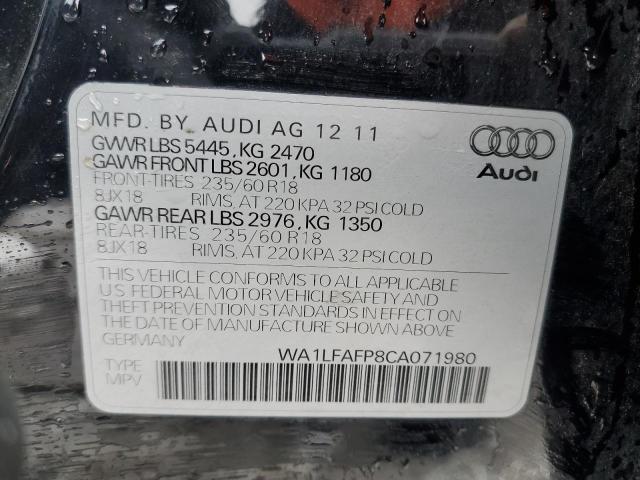 MFD. BY AUDI AG 12 11
GVWR LBS 5445, KG 2470
GAWR FRONT LBS 2601, KG 1180
FRONT-TIRES 235/60 R18
8JX18 RIMS, AT 220 KPA 32 PSI COLD
GAWR REAR LBS 2976, KG 1350
REAR-TIRES 235/60 R18
8JX18 RIMS, AT 220 KPA 32 PSI COLD
Audi
THIS VEHICLE CONFORMS TO ALL APPLICABLE
U.S. FEDERAL MOTOR VEHICLE SAFETY AND
THEFT PREVENTION STANDARDS IN EFFECT ON
THE DATE OF MANUFACTURE SHOWN ABOVE
GERMANY
WA1LFAFP8CA071980
TYPE
MPV